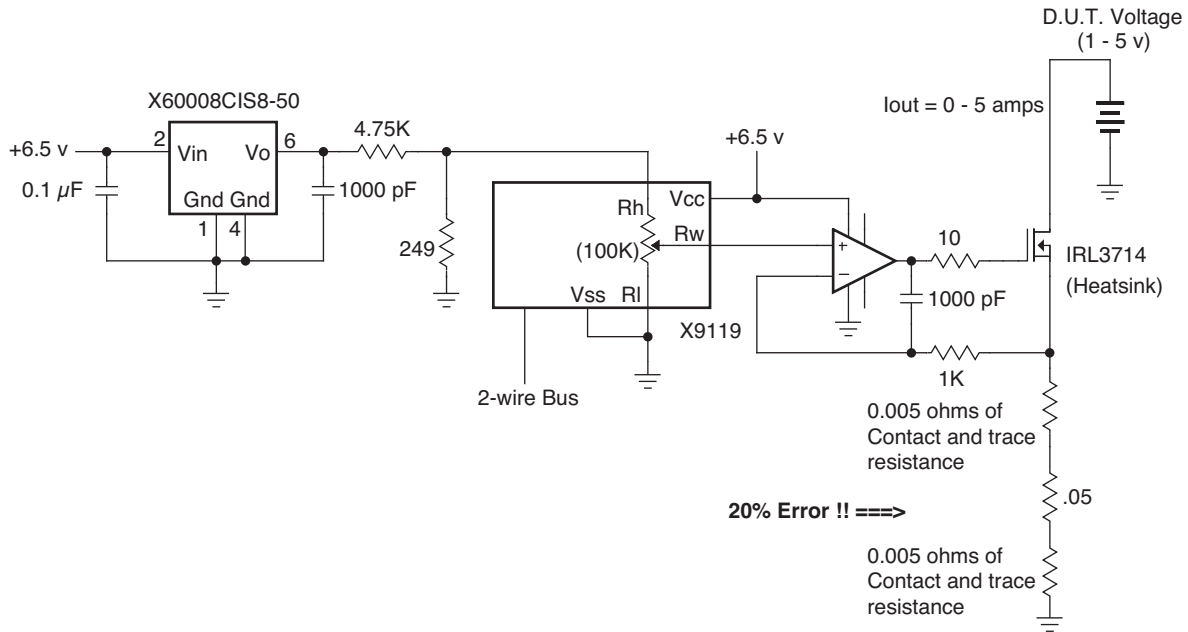 D.U.T. Voltage
(1 - 5 v)
X60008CIS8-50
Iout = 0 - 5 amps
4.75K
+6.5 v
+6.5 v
2
Vin
Vo
6
0.1 µF
Gnd Gnd
1
4
1000 pF
249
Rh
Vcc
(100K)
Rw
Vss
Rl
X9119
2-wire Bus
+
−
10
1000 pF
1K
IRL3714
(Heatsink)
0.005 ohms of
Contact and trace
resistance
.05
20% Error !! ===>
0.005 ohms of
Contact and trace
resistance